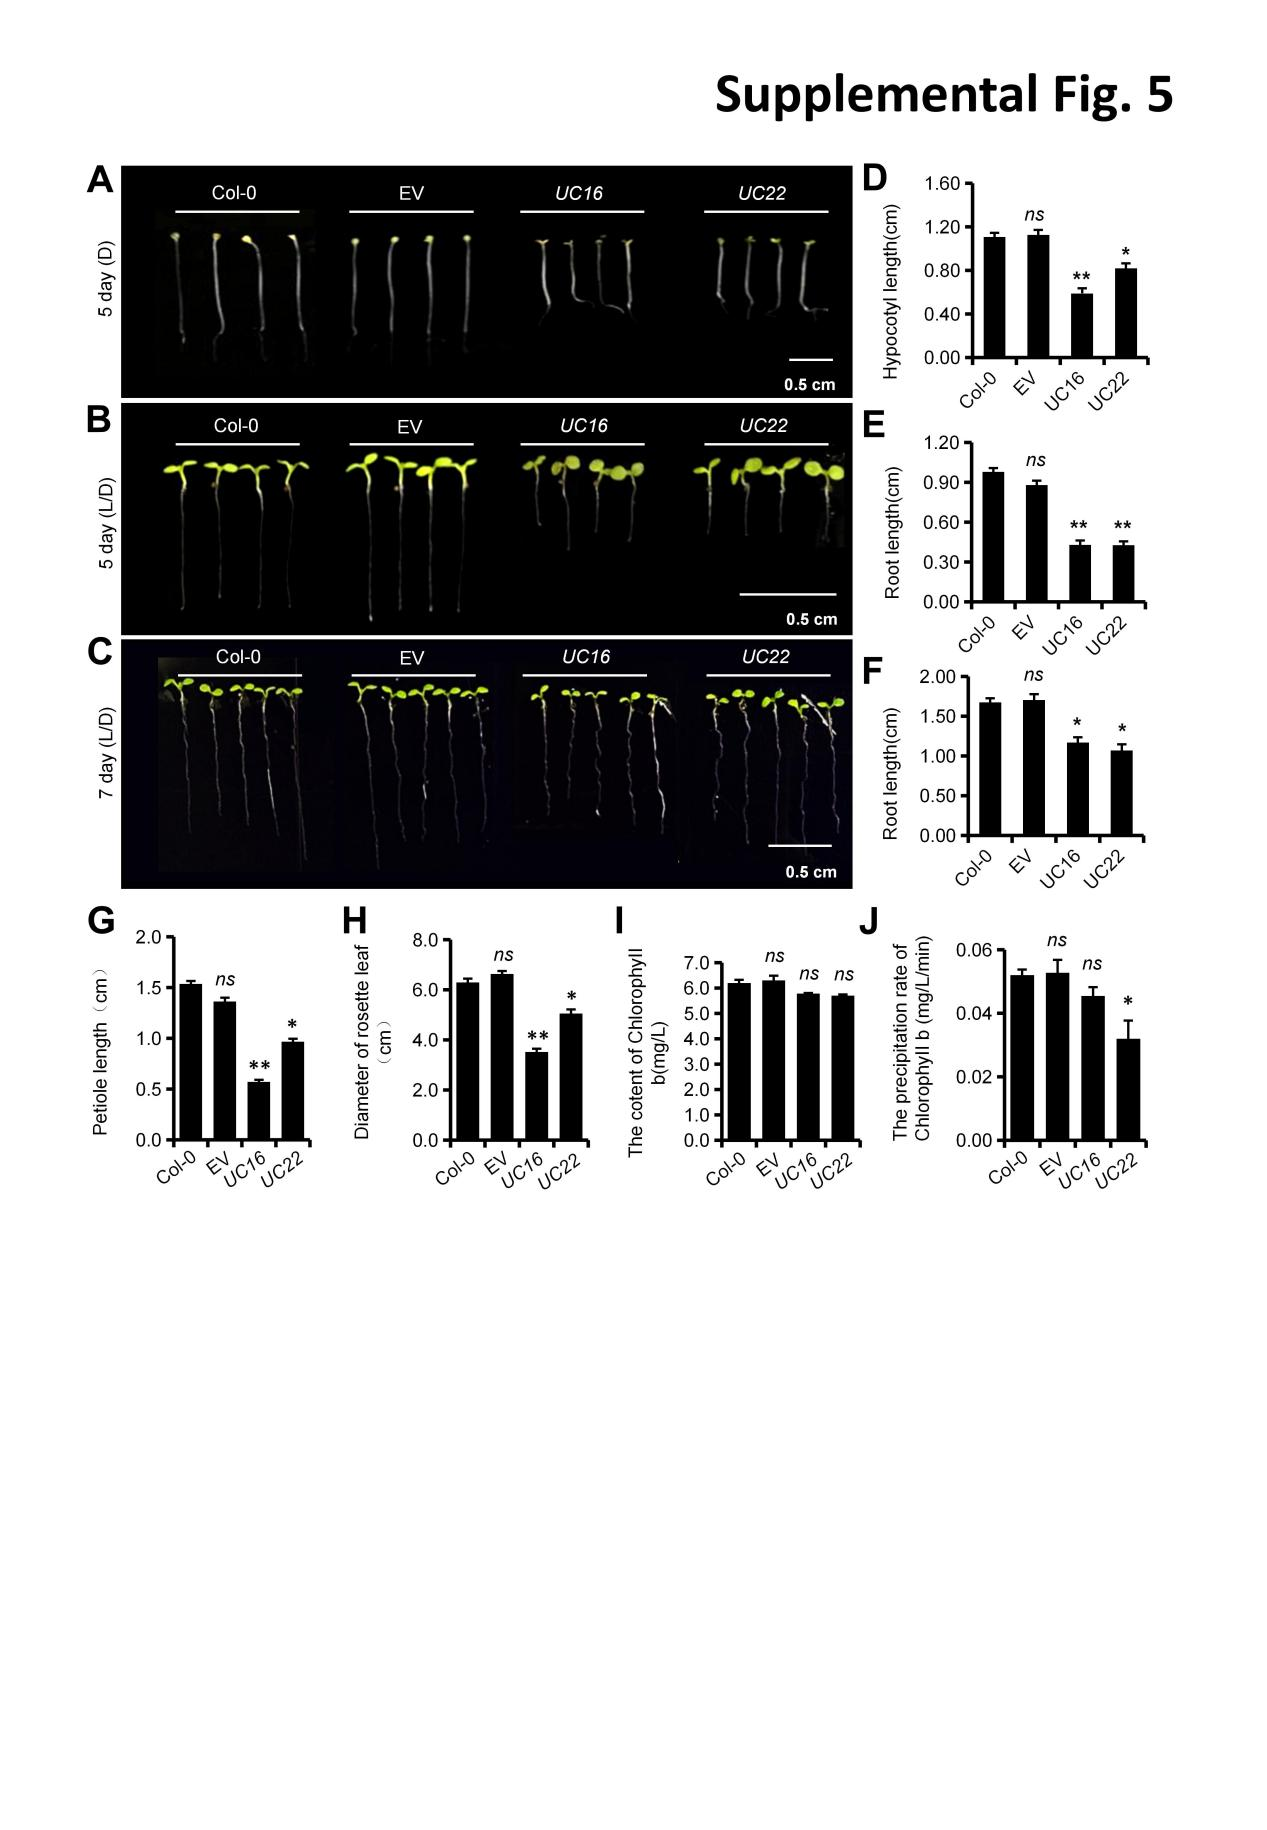 Supplemental Fig. 5
A
5 day (D)
Col-0 EV UC16 UC22
0.5 cm
B
5 day (L/D)
Col-0 EV UC16 UC22
0.5 cm
C
7 day (L/D)
Col-0 EV UC16 UC22
0.5 cm
D
Hypocotyl length(cm)
1.60
1.20
0.80
0.40
0.00
ns
**
*
Col-0 EV UC16 UC22
E
Root length(cm)
1.20
0.90
0.60
0.30
0.00
ns
** **
Col-0 EV UC16 UC22
F
Root length(cm)
2.00
1.50
1.00
0.50
0.00
ns
* *
Col-0 EV UC16 UC22
G
Petiole length（cm）
2.0
1.5
1.0
0.5
0.0
ns
**
*
Col-0 EV UC16 UC22
H
Diameter of rosette leaf
（cm）
8.0
6.0
4.0
2.0
0.0
ns
**
*
Col-0 EV UC16 UC22
I
The cotent of Chlorophyll
b(mg/L)
7.0
6.0
5.0
4.0
3.0
2.0
1.0
0.0
ns ns ns
Col-0 EV UC16 UC22
J
The precipitation rate of
Chlorophyll b (mg/L/min)
0.06
0.04
0.02
0.00
ns
ns
*
Col-0 EV UC16 UC22